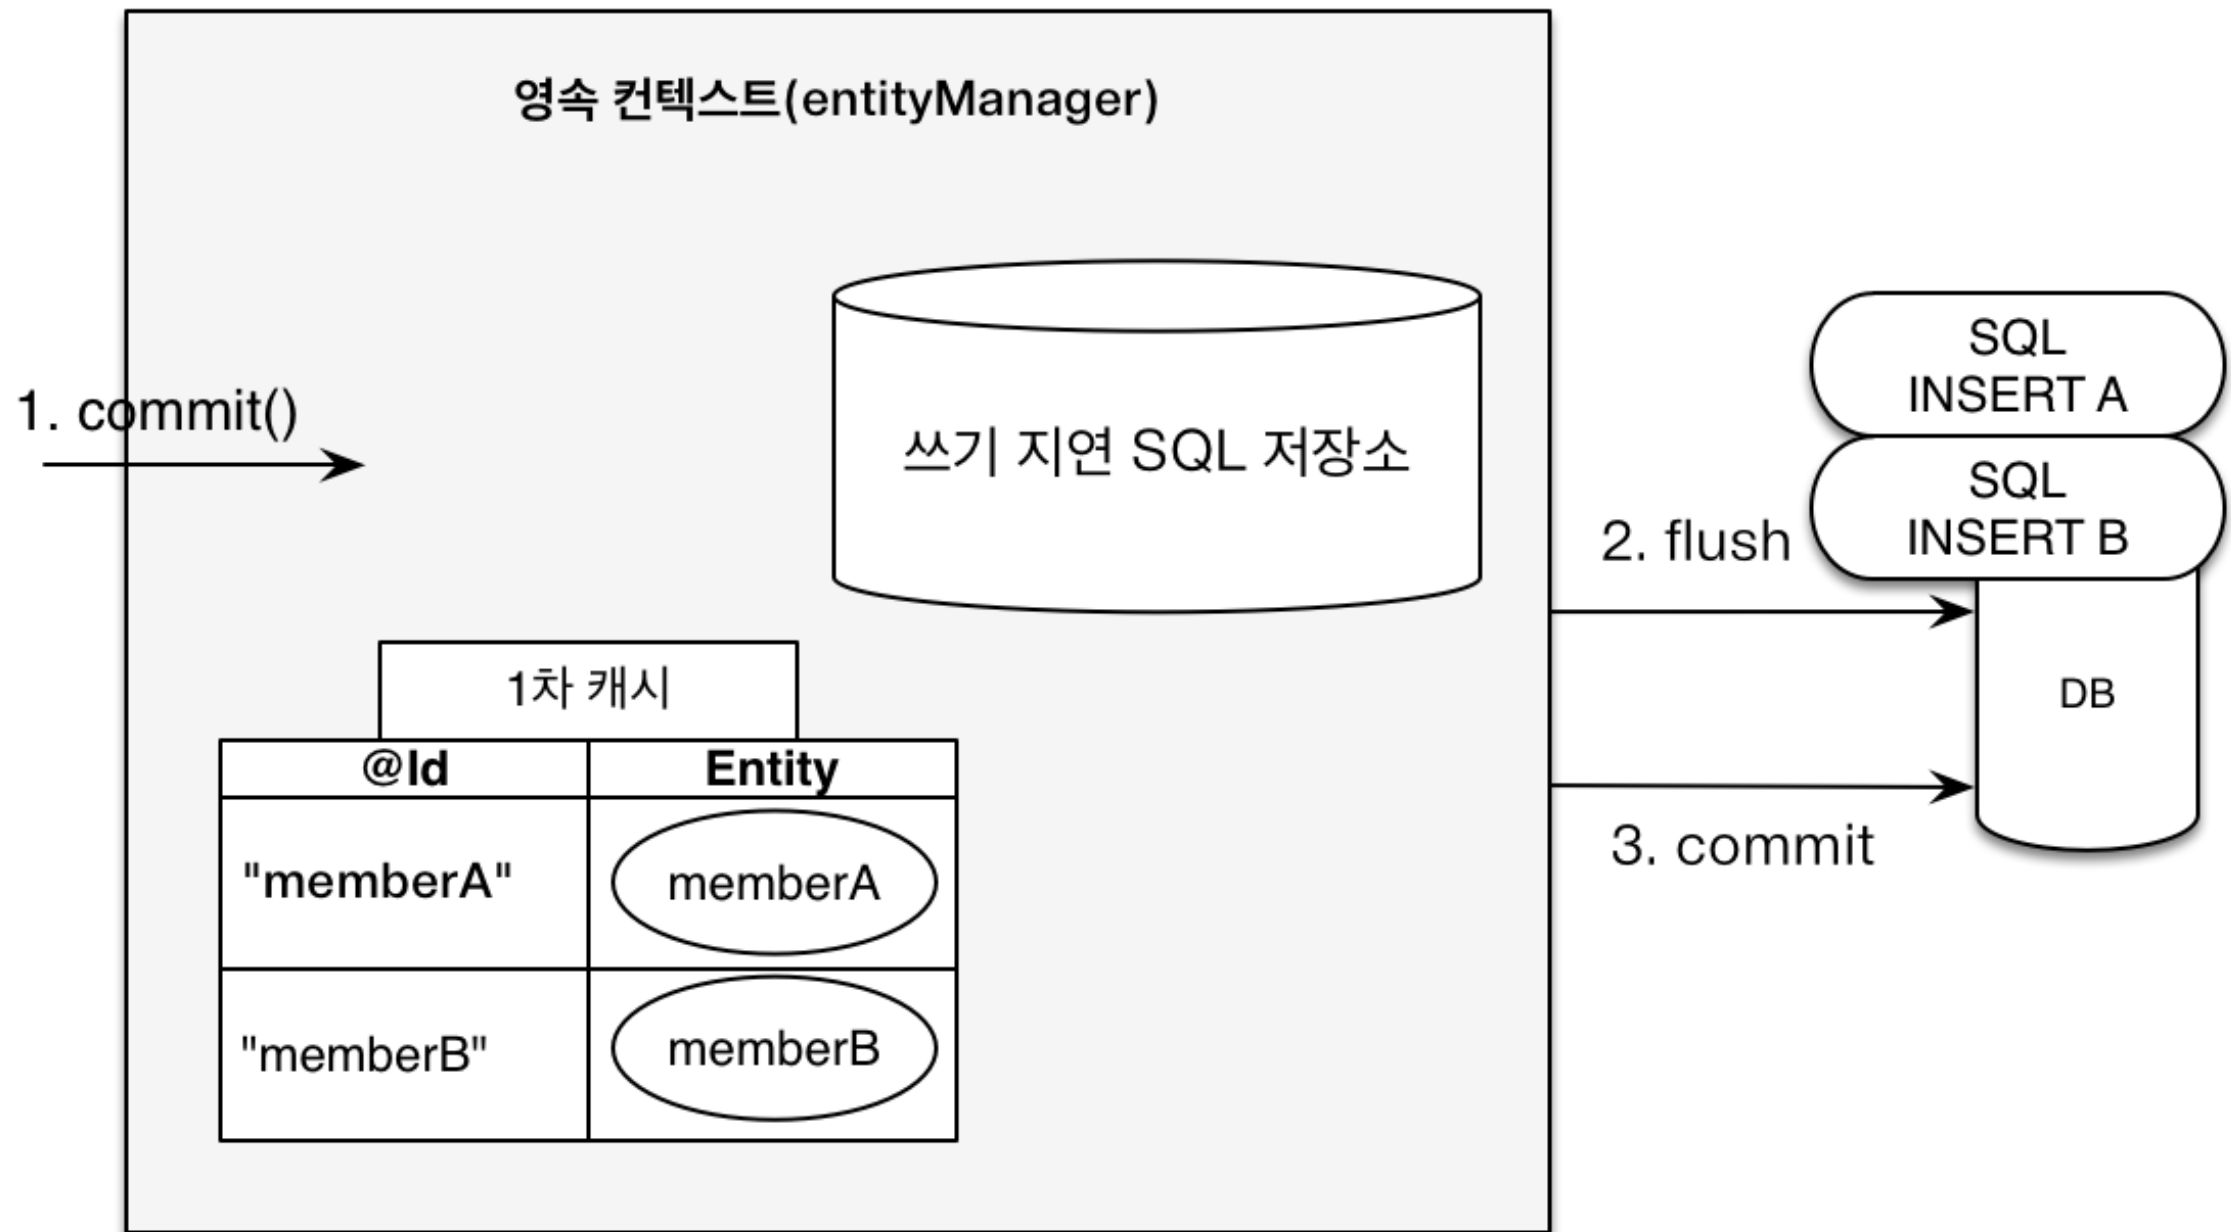 영속 컨텍스트(entityManager)
1. commit()
쓰기 지연 SQL 저장소
SQL
INSERT A
SQL
INSERT B
2. flush
DB
3. commit
1차 캐시
@Id Entity
"memberA" memberA
"memberB" memberB